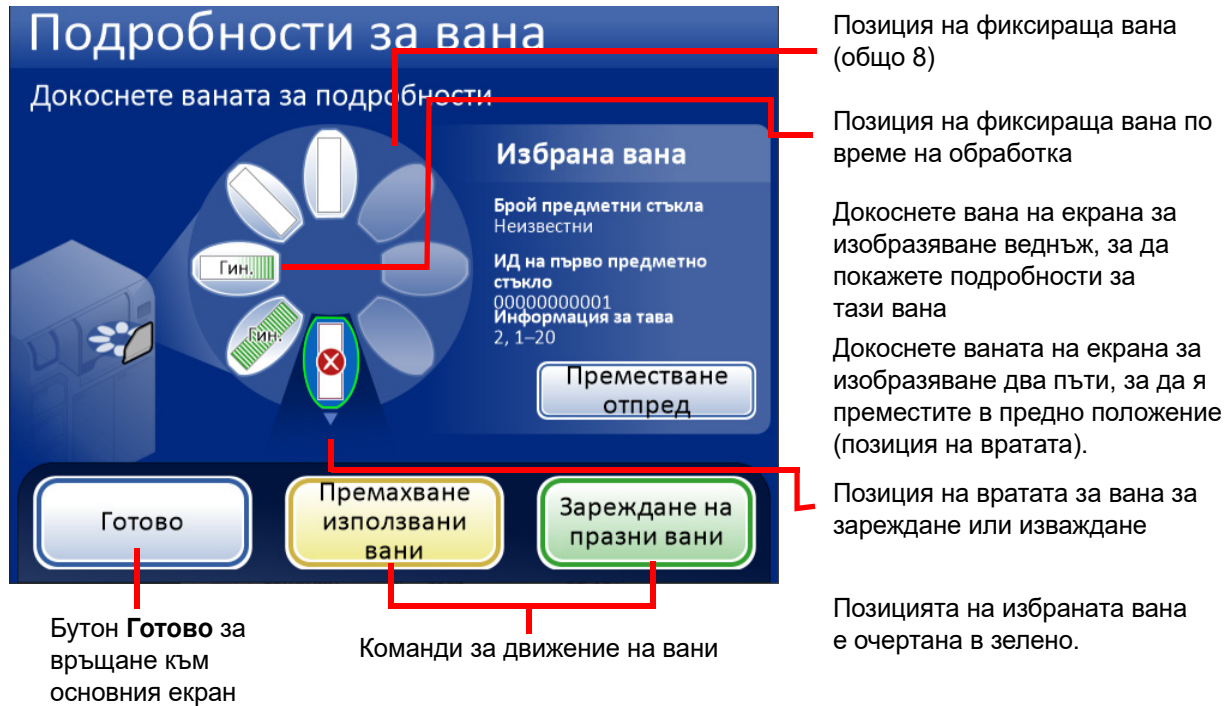 Подробности за вана
Докоснете ваната за подробности
Гин.
Гин.
Избрана вана
Брой предметни стъкла
Неизвестни
ИД на първо предметно
стъкло
00000000001
Информация за тава
2, 1–20
Преместване
отпред
Готово
Премахване
използвани
вани
Зареждане на
празни вани
Позиция на фиксираща вана
(общо 8)
Позиция на фиксираща вана по
време на обработка
Докоснете вана на екрана за
изобразяване веднъж, за да
покажете подробности за
тази вана
Докоснете ваната на екрана за
изобразяване два пъти, за да я
преместите в предно положение
(позиция на вратата).
Позиция на вратата за вана за
зареждане или изваждане
Позицията на избраната вана
е очертана в зелено.
Бутон Готово за
връщане към
основния екран
Команди за движение на вани